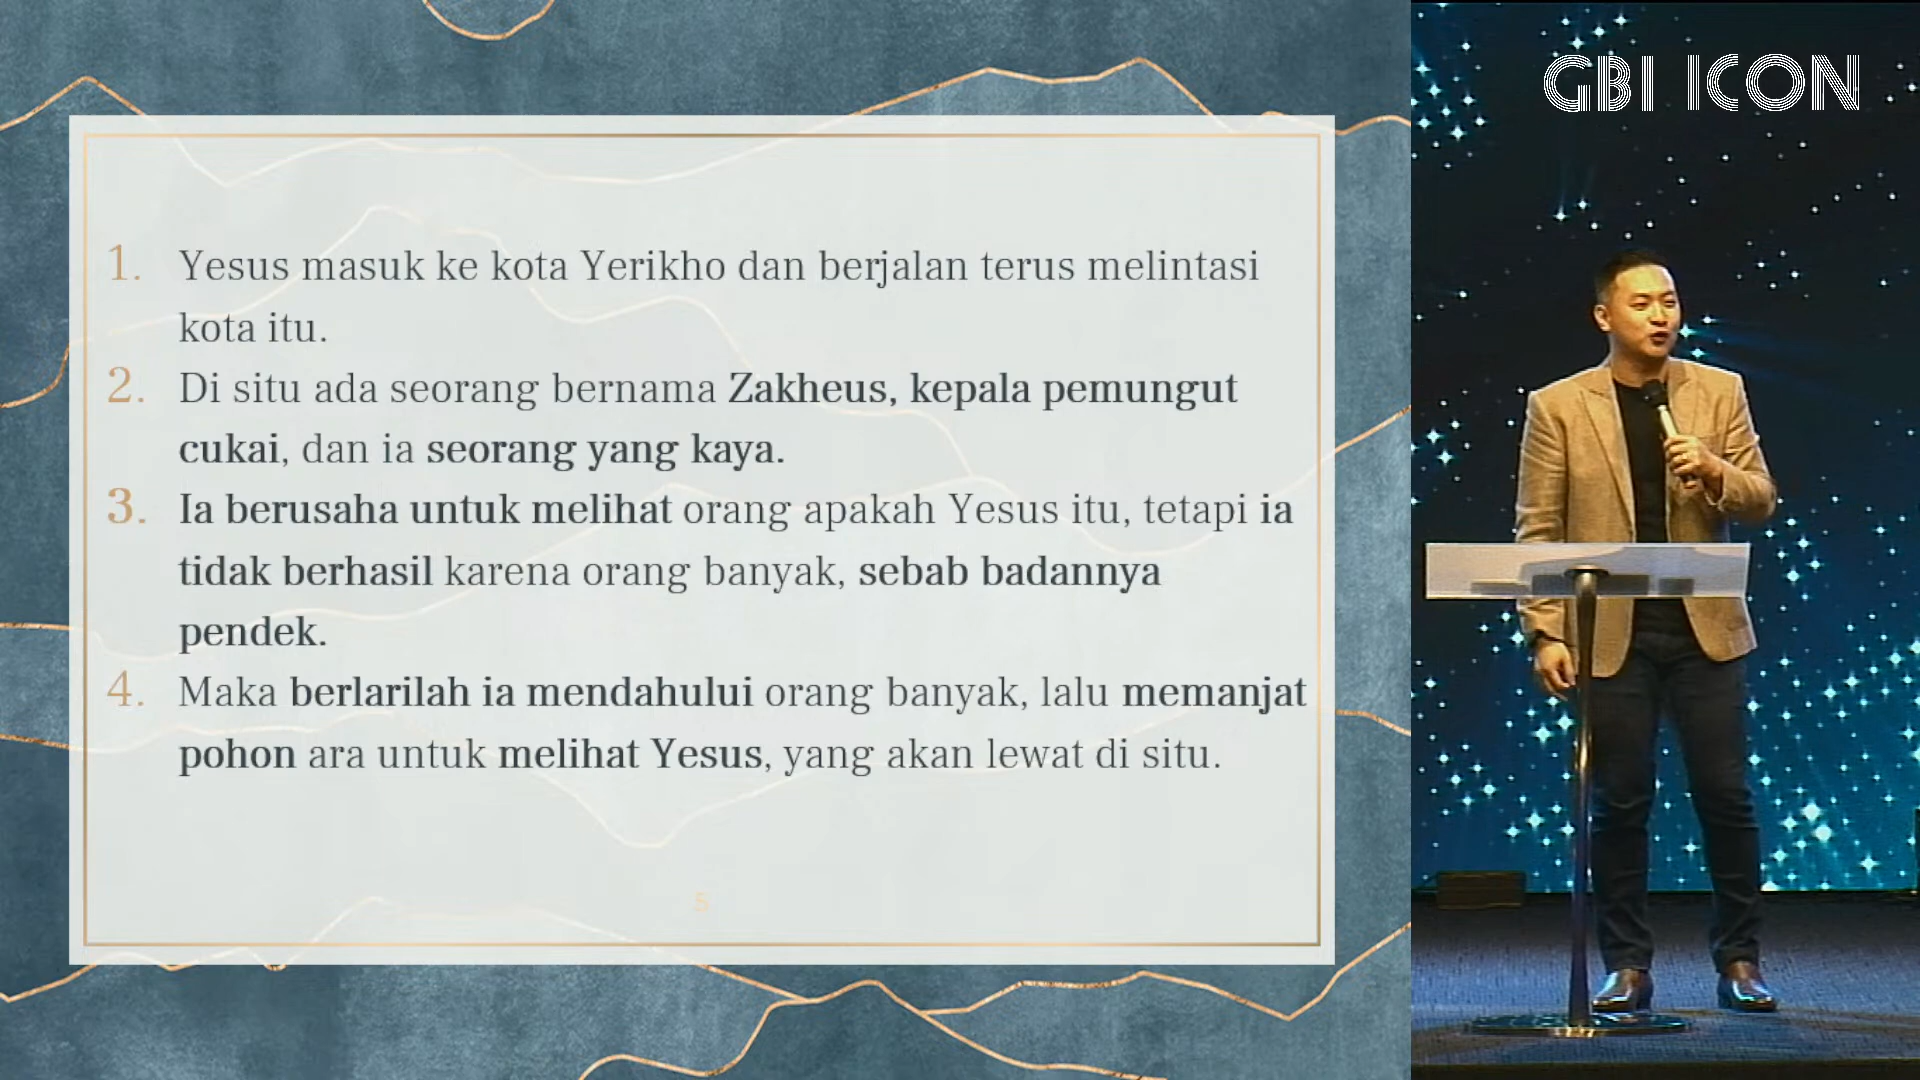 GBI ICON
1. Yesus masuk ke kota Yerikho dan berjalan terus melintasi
kota itu.
2. Di situ ada seorang bernama Zakheus, kepala pemungut
cukai, dan ia seorang yang kaya.
3. Ia berusaha untuk melihat orang apakah Yesus itu, tetapi ia
tidak berhasil karena orang banyak, sebab badannya
pendek.
4. Maka berlarilah ia mendahului orang banyak, lalu memanjat
pohon ara untuk melihat Yesus, yang akan lewat di situ.
5